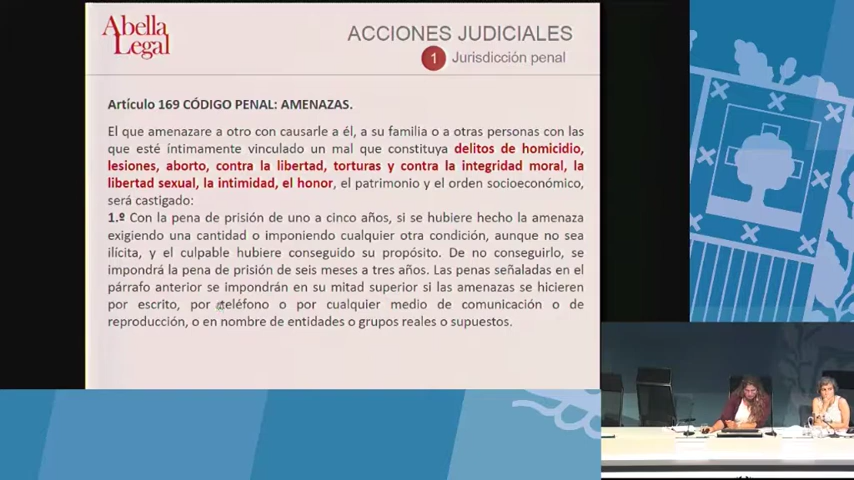 Abella
Legal
ACCIONES JUDICIALES
1 Jurisdicción penal
Artículo 169 CÓDIGO PENAL: AMENAZAS.
El que amenazare a otro con causarle a él, a su familia o a otras personas con las
que esté íntimamente vinculado un mal que constituya delitos de homicidio,
lesiones, aborto, contra la libertad, torturas y contra la integridad moral, la
libertad sexual, la intimidad, el honor, el patrimonio y el orden socioeconómico,
será castigado:
1.º Con la pena de prisión de uno a cinco años, si se hubiere hecho la amenaza
exigiendo una cantidad o imponiendo cualquier otra condición, aunque no sea
ilícita, y el culpable hubiere conseguido su propósito. De no conseguirlo, se
impondrá la pena de prisión de seis meses a tres años. Las penas señaladas en el
párrafo anterior se impondrán en su mitad superior si las amenazas se hicieren
por escrito, por teléfono o por cualquier medio de comunicación o de
reproducción, o en nombre de entidades o grupos reales o supuestos.